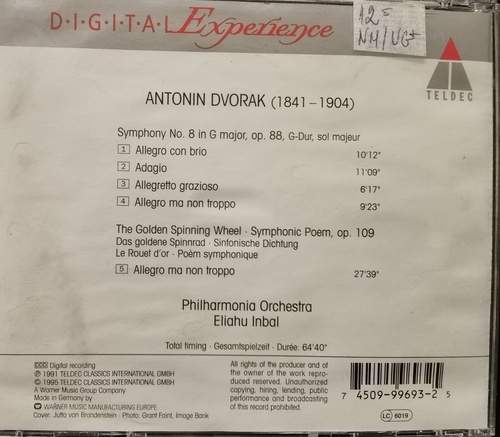 D·I·G·I·T·A·L Experience
12 5
NM/VG+
TELDEC
ANTONIN DVORAK (1841–1904)
Symphony No. 8 in G major, op. 88, G-Dur, sol majeur
1 Allegro con brio 10'12"
2 Adagio 11'09"
3 Allegretto grazioso 6'17"
4 Allegro ma non troppo 9'23"
The Golden Spinning Wheel · Symphonic Poem, op. 109
Das goldene Spinnrad · Sinfonische Dichtung
Le Rouet d'or · Poèm symphonique
5 Allegro ma non troppo 27'39"
Philharmonia Orchestra
Eliahu Inbal
Total timing · Gesamtspielzeit · Durée: 64'40"
DDD Digital recording
℗ 1991 TELDEC CLASSICS INTERNATIONAL GMBH
© 1995 TELDEC CLASSICS INTERNATIONAL GMBH
A Warner Music Group Company
Made in Germany by
WARNER MUSIC MANUFACTURING EUROPE
Cover: Jutta von Brandenstein · Photo: Grant Faint, Image Bank
All rights of the producer and of
the owner of the work repro-
duced reserved. Unauthorized
copying, hiring, lending, public
performance and broadcasting
of this record prohibited.
7 45099-99693-2 5
LC 6019